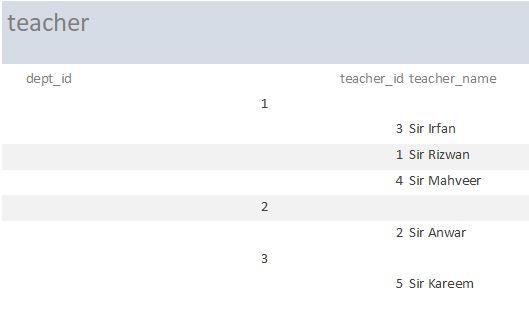 teacher
dept_id teacher_id teacher_name
1
3 Sir Irfan
1 Sir Rizwan
4 Sir Mahveer
2
2 Sir Anwar
3
5 Sir Kareem